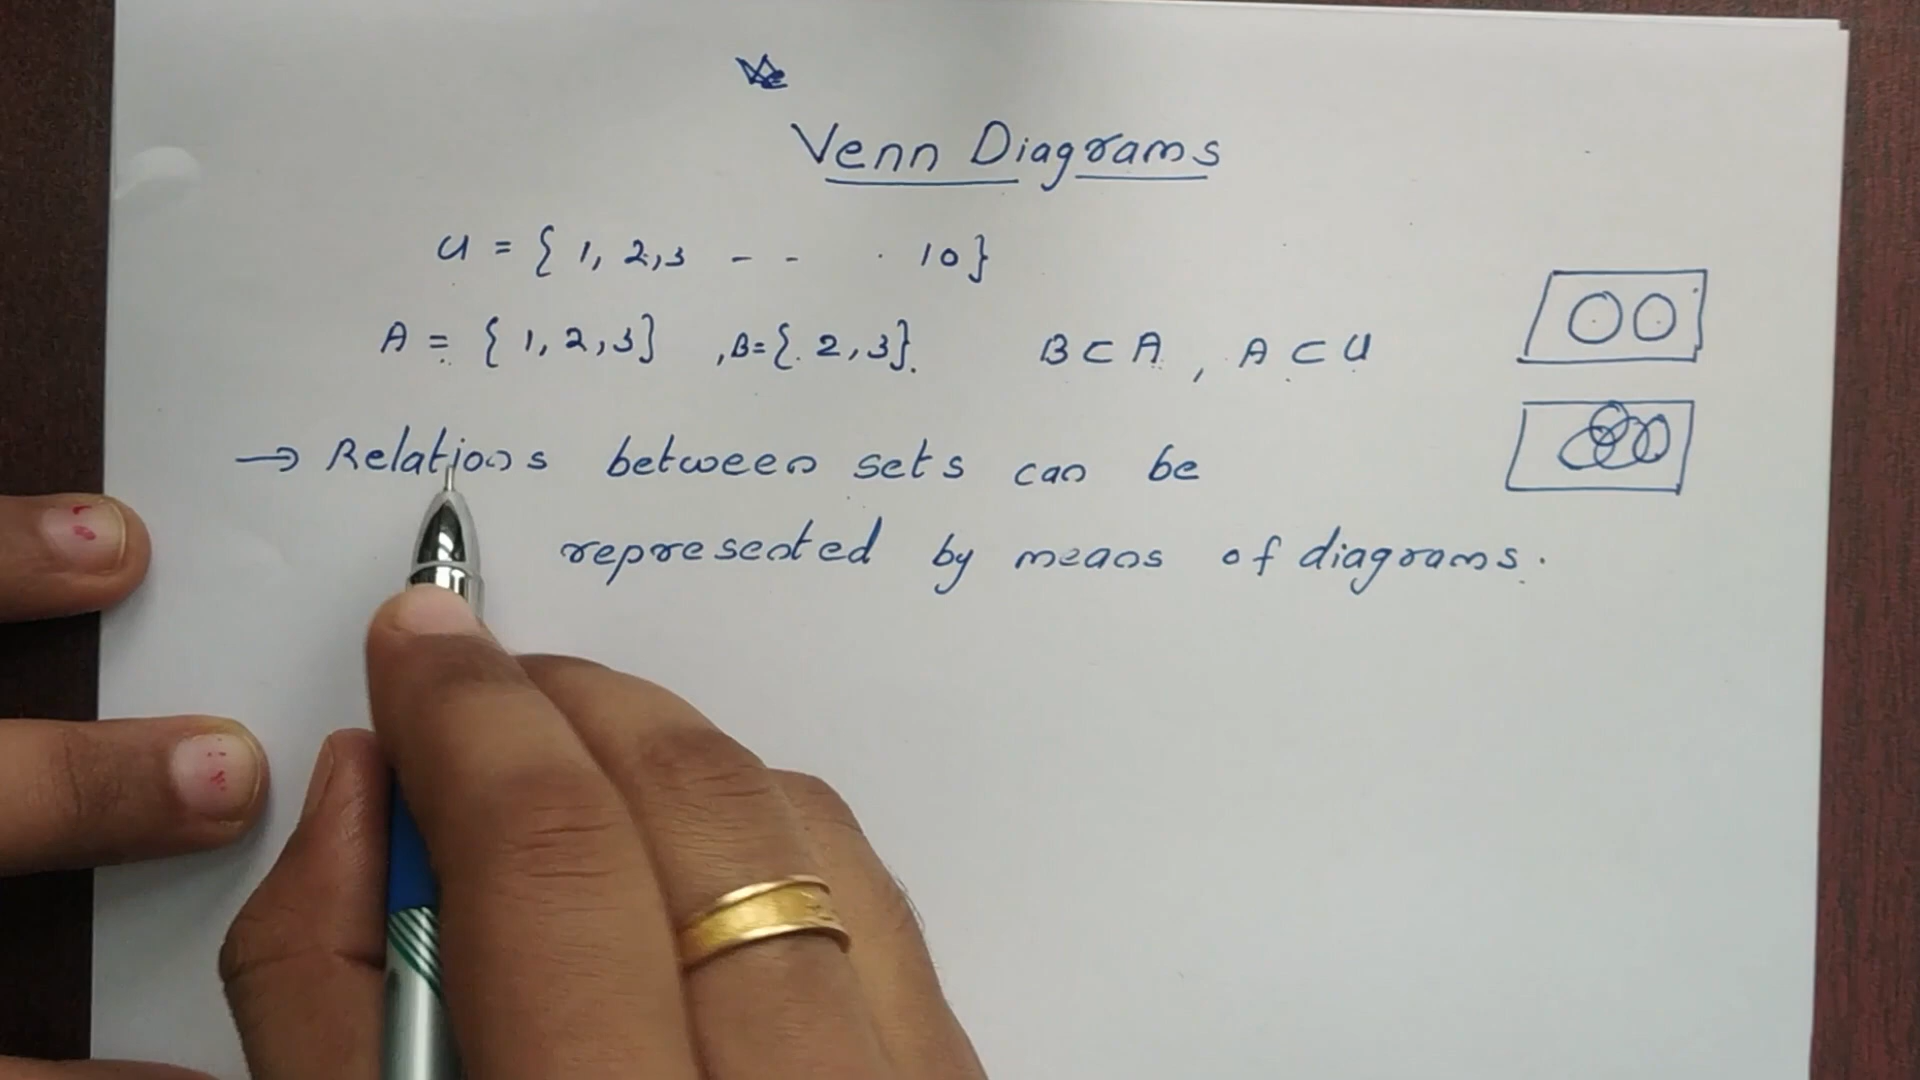 Venn Diagrams
U = { 1, 2, 3 - - · 10 }
A = { 1, 2, 3 } , B = { 2, 3 }. B ⊂ A , A ⊂ U
→ Relations between sets can be
represented by means of diagrams.